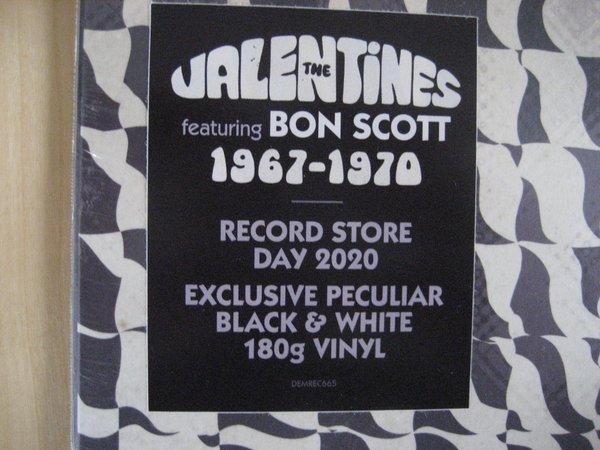 THE VALENTiNES
featuring BON SCOTT
1967-1970
RECORD STORE
DAY 2020
EXCLUSIVE PECULIAR
BLACK & WHITE
180g VINYL
DEMREC665